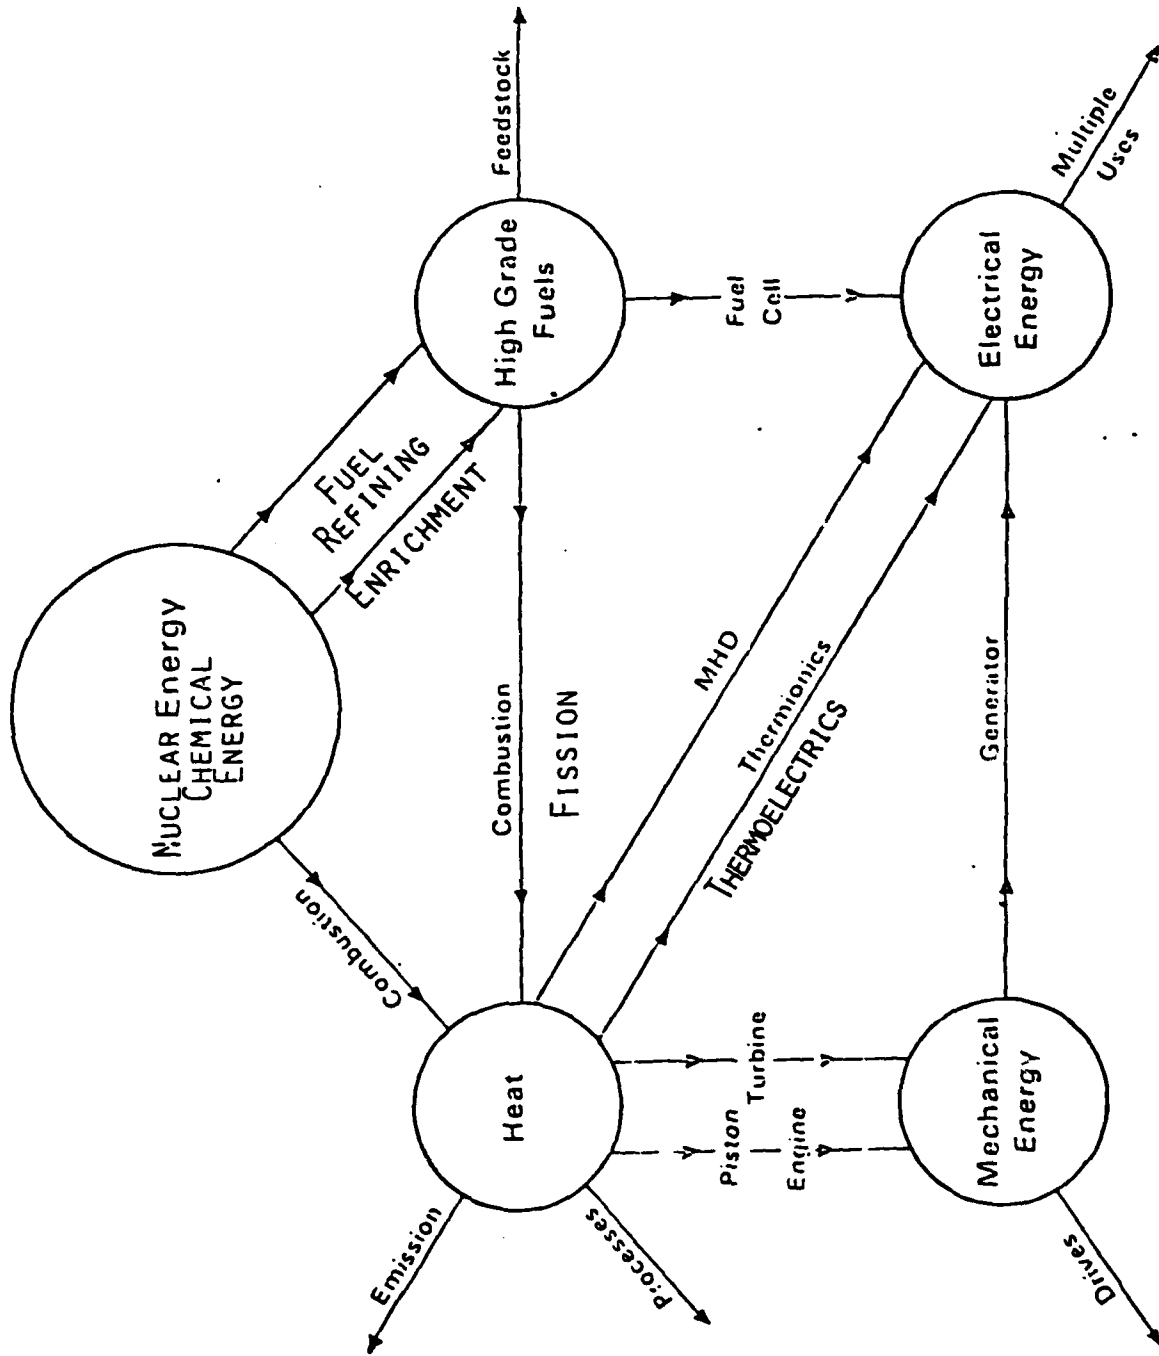 NUCLEAR Energy
CHEMICAL
ENERGY
Combustion
FUEL
REFINING
ENRICHMENT
Emission
Heat
Processes
Combustion
FISSION
High Grade
Fuels
Feedstock
Piston
Engine
Turbine
MHD
Thermionics
THERMOELECTRICS
Fuel
Cell
Mechanical
Energy
Drives
Generator
Electrical
Energy
Multiple
Uses